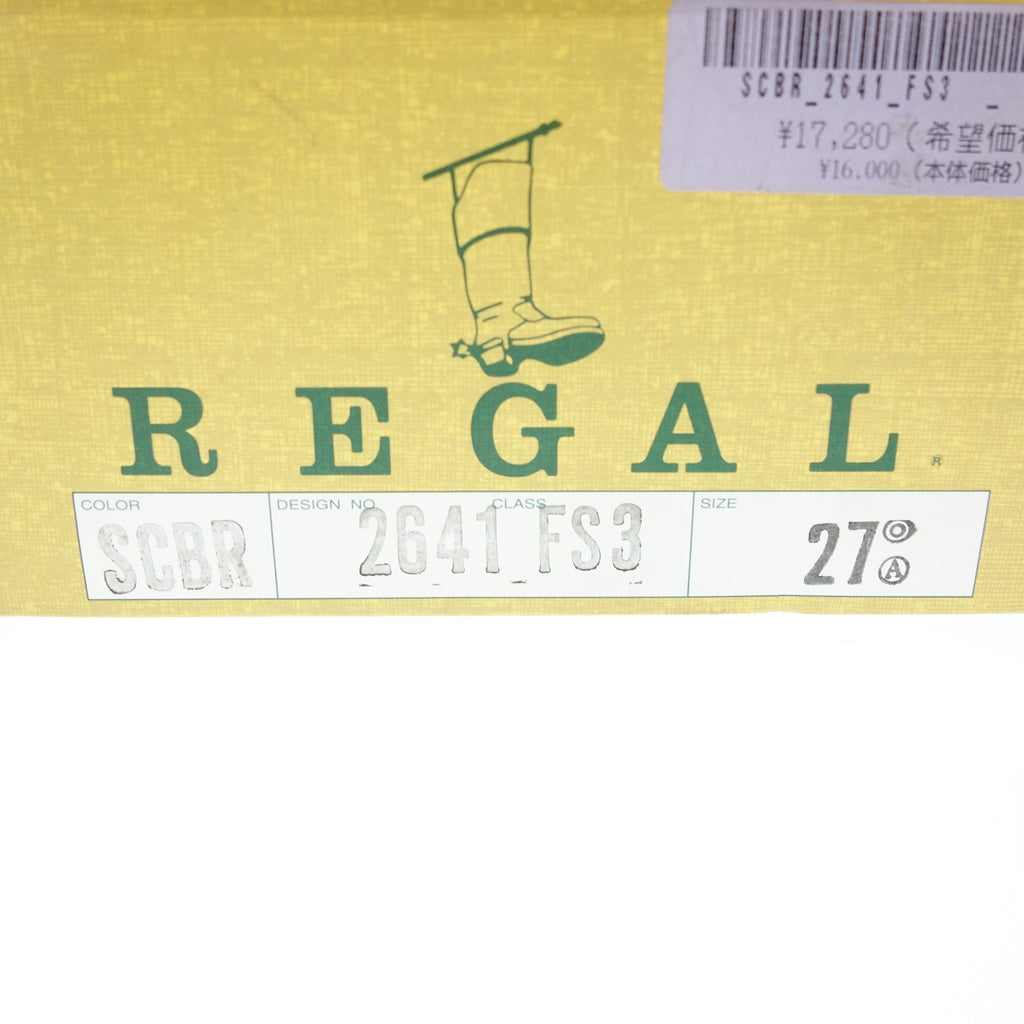 SCBR_2641_FS3 _
¥17,280 (希望価格
¥16,000 (本体価格)
REGAL ®
COLOR DESIGN NO. CLASS SIZE
SCBR 2641 FS3 27 Ⓐ